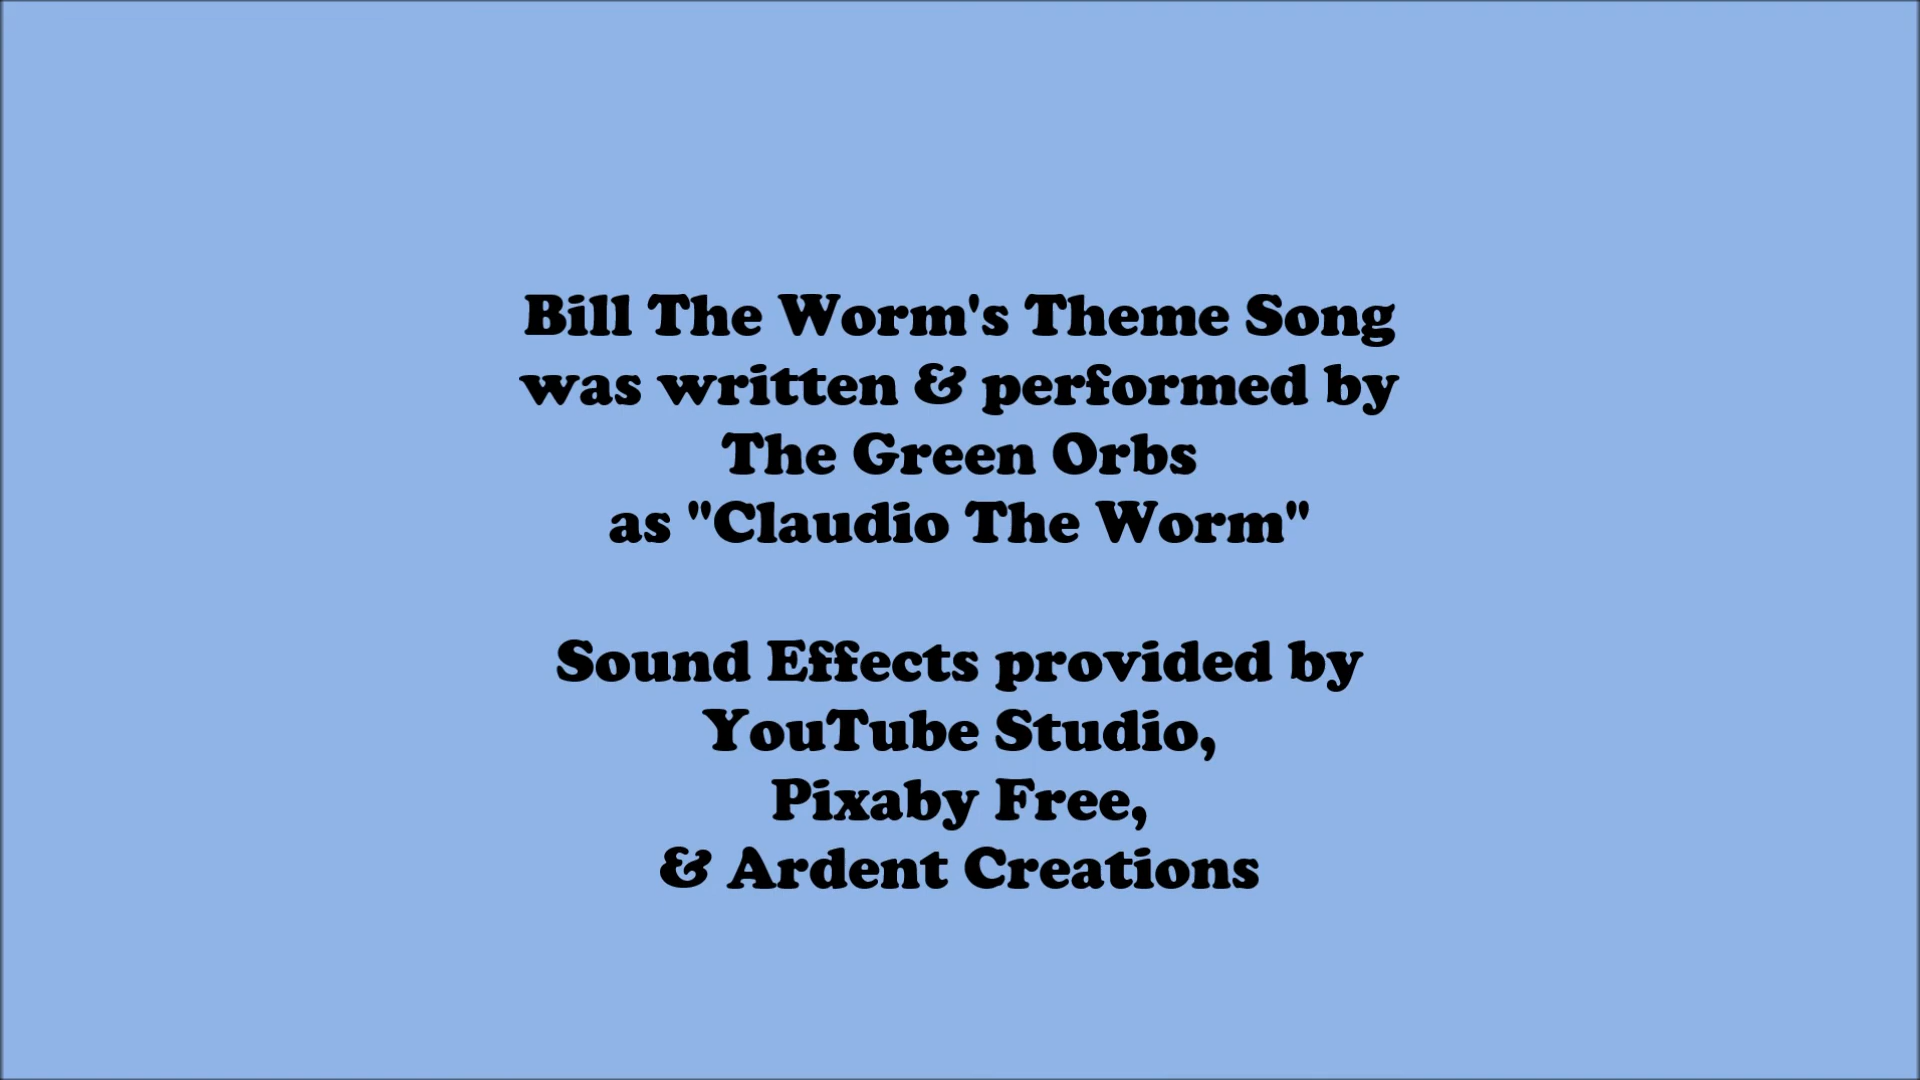 Bill The Worm's Theme Song
was written & performed by
The Green Orbs
as "Claudio The Worm"
Sound Effects provided by
YouTube Studio,
Pixaby Free,
& Ardent Creations